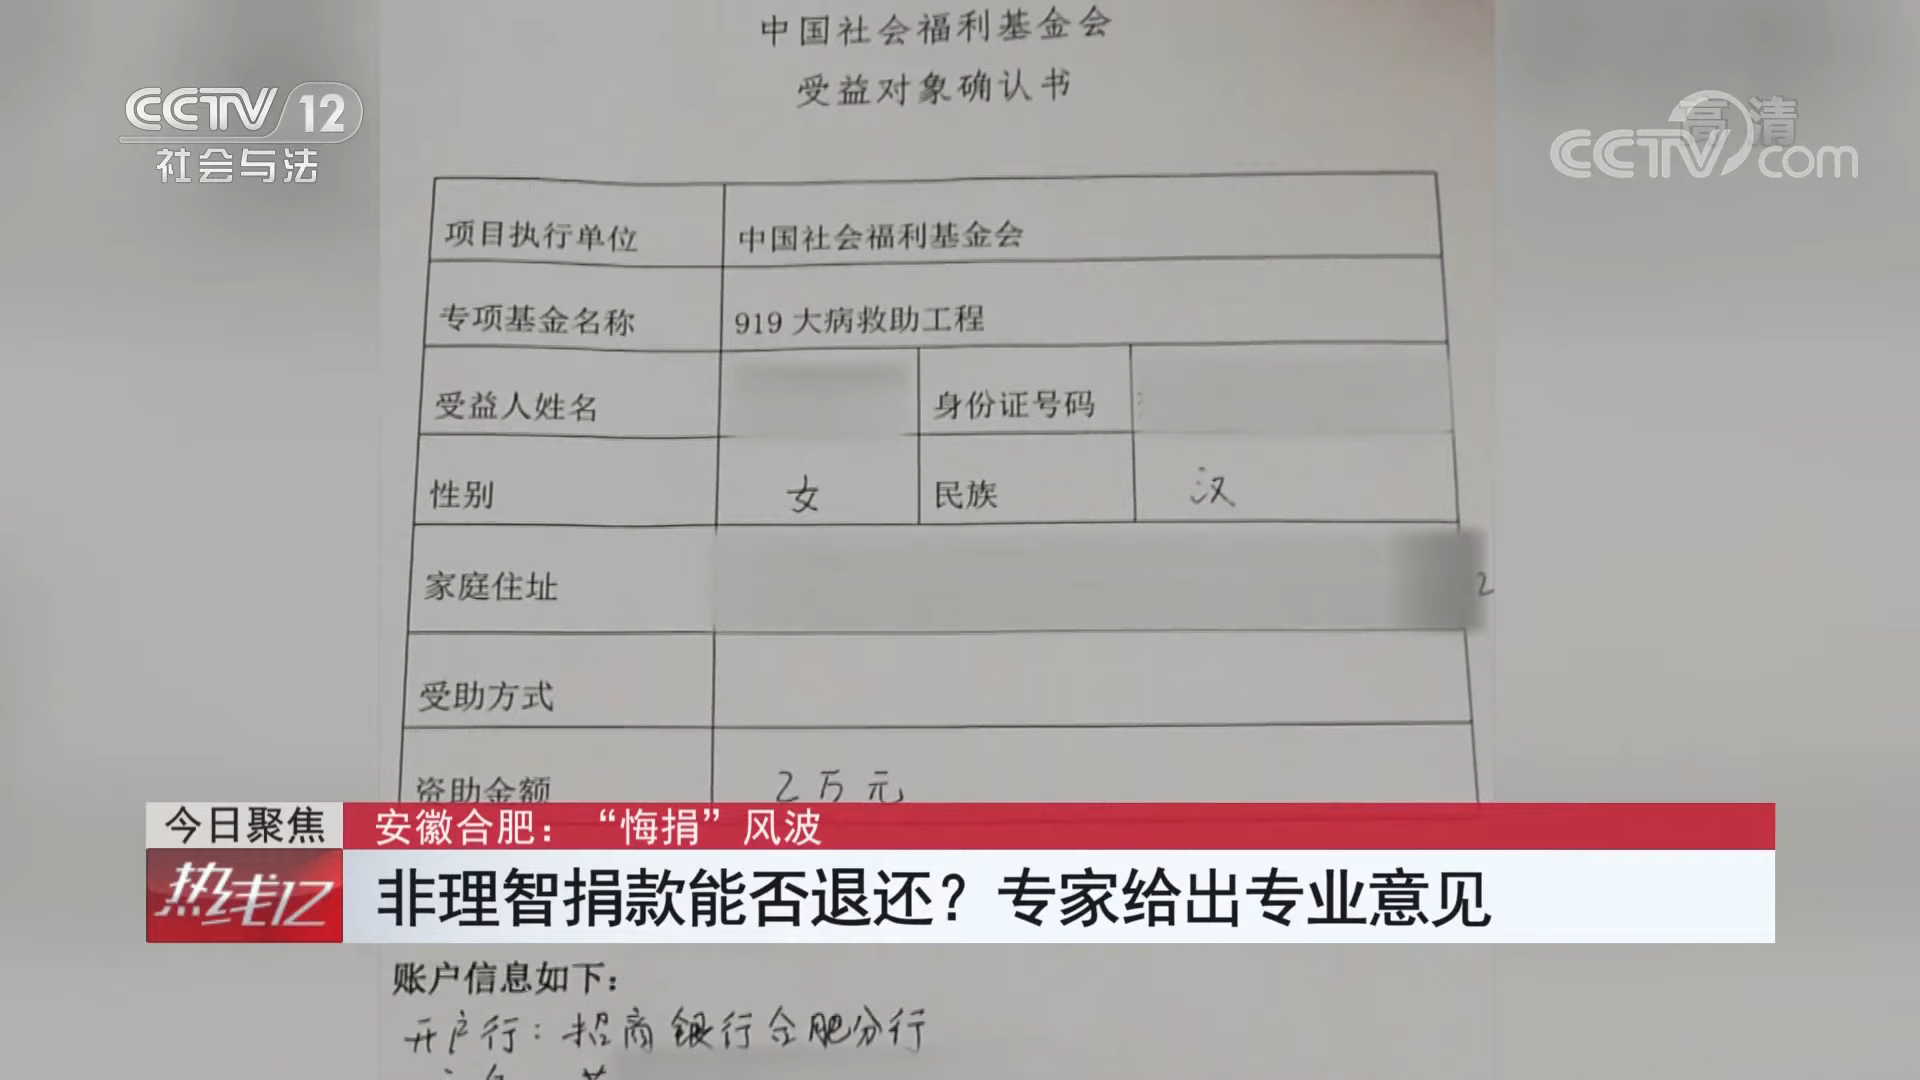 中国社会福利基金会
受益对象确认书
CCTV 12
社会与法
高清
CCTV.com
项目执行单位 中国社会福利基金会
专项基金名称 919大病救助工程
受益人姓名 身份证号码
性别 女 民族 汉
家庭住址 2
受助方式
资助金额 2万元
今日聚焦 安徽合肥：“悔捐”风波
热线12
非理智捐款能否退还？专家给出专业意见
账户信息如下：
开户行：招商银行合肥分行